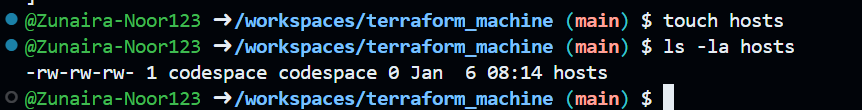 @Zunaira-Noor123 ➜/workspaces/terraform_machine (main) $ touch hosts
@Zunaira-Noor123 ➜/workspaces/terraform_machine (main) $ ls -la hosts
-rw-rw-rw- 1 codespace codespace 0 Jan  6 08:14 hosts
@Zunaira-Noor123 ➜/workspaces/terraform_machine (main) $